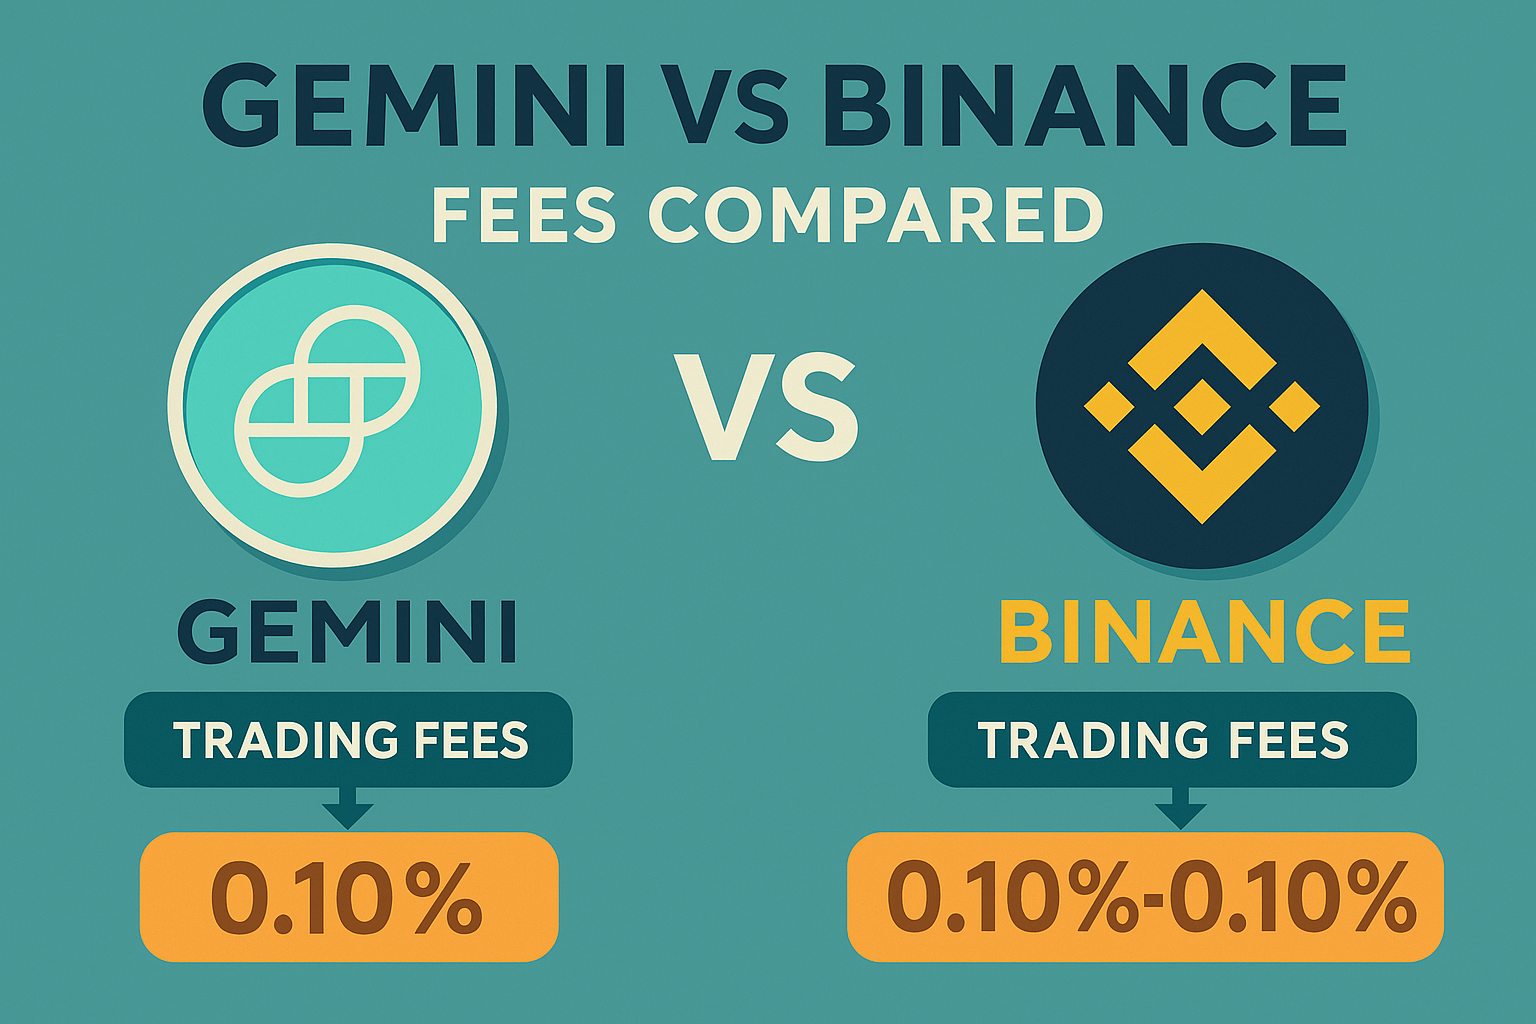 GEMINI VS BINANCE
FEES COMPARED
VS
GEMINI
BINANCE
TRADING FEES
TRADING FEES
0.10%
0.10%-0.10%